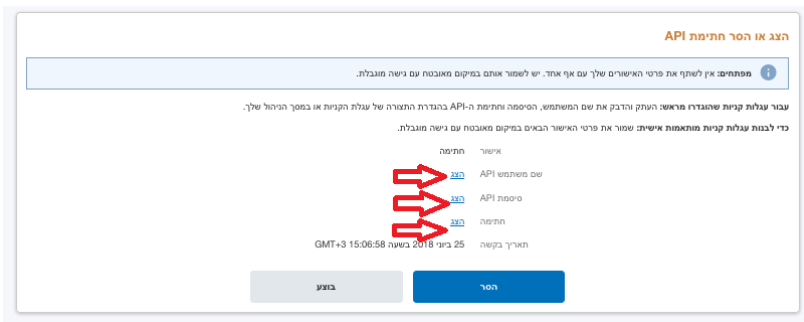 הצג או הסר חתימת API
מפתחים: אין לשתף את פרטי האישורים שלך עם אף אחד. יש לשמור אותם במיקום מאובטח עם גישה מוגבלת.
עבור עגלות קניות שהוגדרו מראש: העתק והדבק את שם המשתמש, הסיסמה וחתימת ה-API בהגדרת התצורה של עגלת הקניות או במסך הניהול שלך.
כדי לבנות עגלות קניות מותאמות אישית: שמור את פרטי האישור הבאים במיקום מאובטח עם גישה מוגבלת.
אישור חתימה
שם משתמש API הצג
סיסמת API הצג
חתימה הצג
תאריך בקשה 25 ביוני 2018 בשעה 15:06:58 GMT+3
הסר בוצע